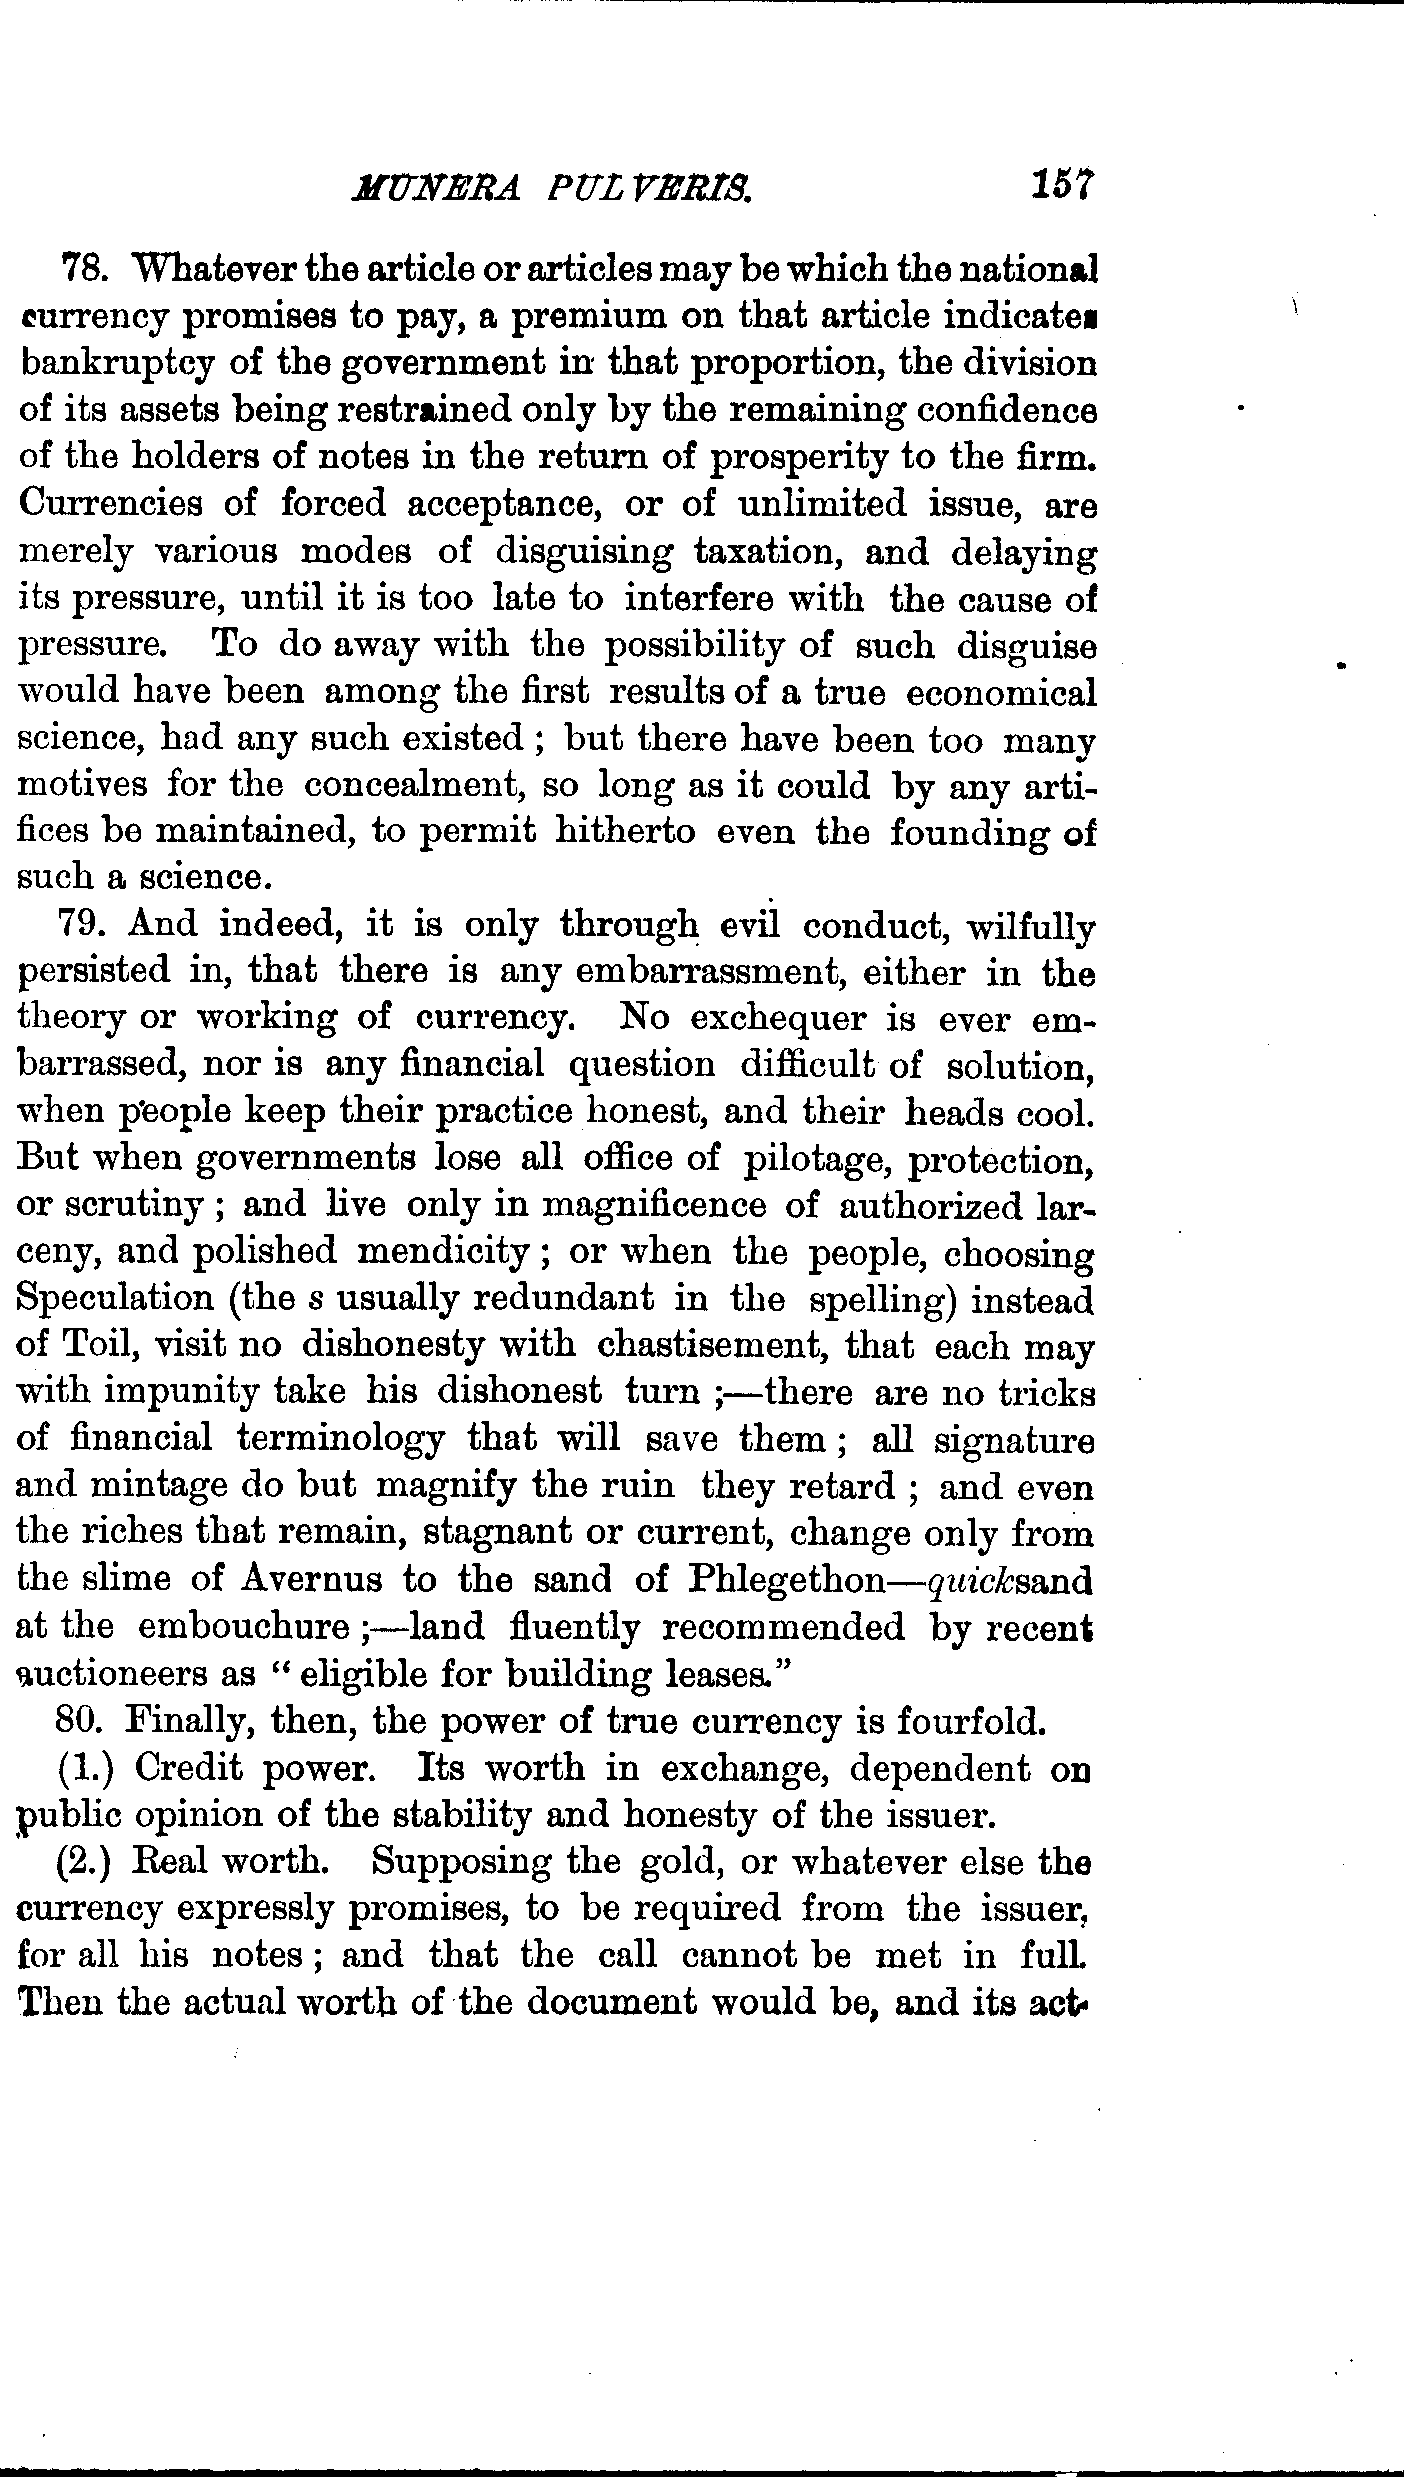 MUNERA PULVERIS. 157
78. Whatever the article or articles may be which the national
currency promises to pay, a premium on that article indicates
bankruptcy of the government in that proportion, the division
of its assets being restrained only by the remaining confidence
of the holders of notes in the return of prosperity to the firm.
Currencies of forced acceptance, or of unlimited issue, are
merely various modes of disguising taxation, and delaying
its pressure, until it is too late to interfere with the cause of
pressure. To do away with the possibility of such disguise
would have been among the first results of a true economical
science, had any such existed ; but there have been too many
motives for the concealment, so long as it could by any arti-
fices be maintained, to permit hitherto even the founding of
such a science.
79. And indeed, it is only through evil conduct, wilfully
persisted in, that there is any embarrassment, either in the
theory or working of currency. No exchequer is ever em-
barrassed, nor is any financial question difficult of solution,
when people keep their practice honest, and their heads cool.
But when governments lose all office of pilotage, protection,
or scrutiny ; and live only in magnificence of authorized lar-
ceny, and polished mendicity ; or when the people, choosing
Speculation (the s usually redundant in the spelling) instead
of Toil, visit no dishonesty with chastisement, that each may
with impunity take his dishonest turn ;—there are no tricks
of financial terminology that will save them ; all signature
and mintage do but magnify the ruin they retard ; and even
the riches that remain, stagnant or current, change only from
the slime of Avernus to the sand of Phlegethon—quicksand
at the embouchure ;—land fluently recommended by recent
auctioneers as “ eligible for building leases.”
80. Finally, then, the power of true currency is fourfold.
(1.) Credit power. Its worth in exchange, dependent on
public opinion of the stability and honesty of the issuer.
(2.) Real worth. Supposing the gold, or whatever else the
currency expressly promises, to be required from the issuer,
for all his notes ; and that the call cannot be met in full.
Then the actual worth of the document would be, and its act-